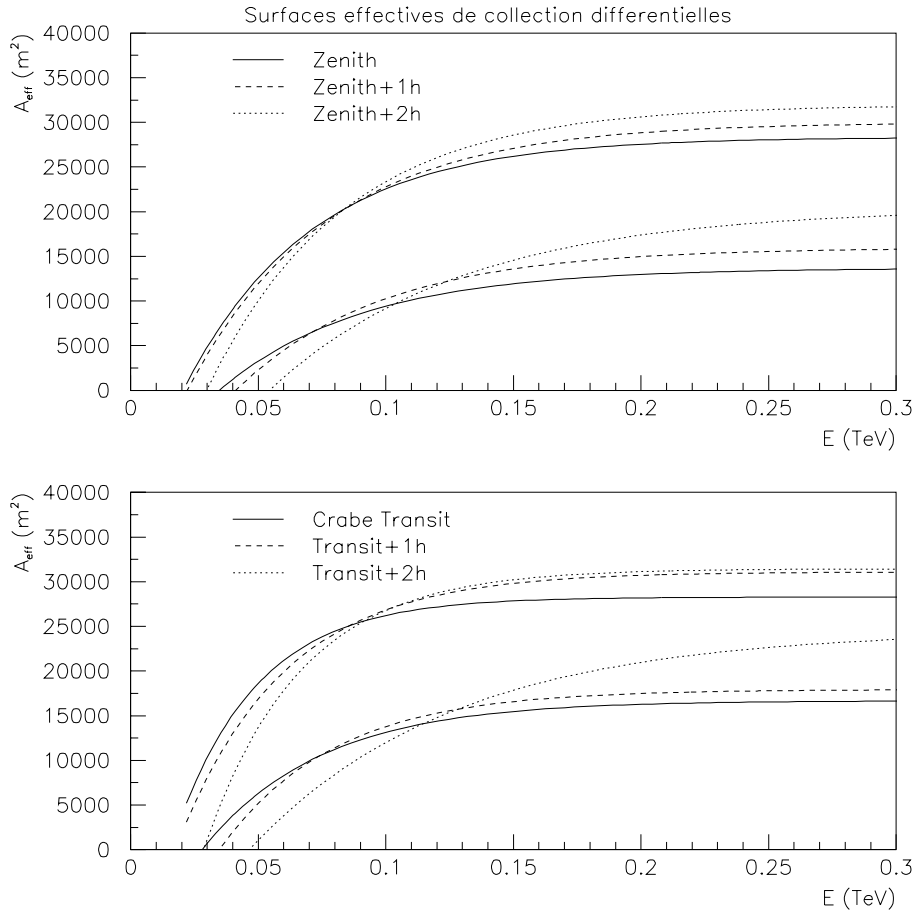 Surfaces effectives de collection differentielles
A_eff (m²)
40000
35000
30000
25000
20000
15000
10000
5000
0
Zenith
Zenith+1h
Zenith+2h
0 0.05 0.1 0.15 0.2 0.25 0.3
E (TeV)
A_eff (m²)
40000
35000
30000
25000
20000
15000
10000
5000
0
Crabe Transit
Transit+1h
Transit+2h
0 0.05 0.1 0.15 0.2 0.25 0.3
E (TeV)